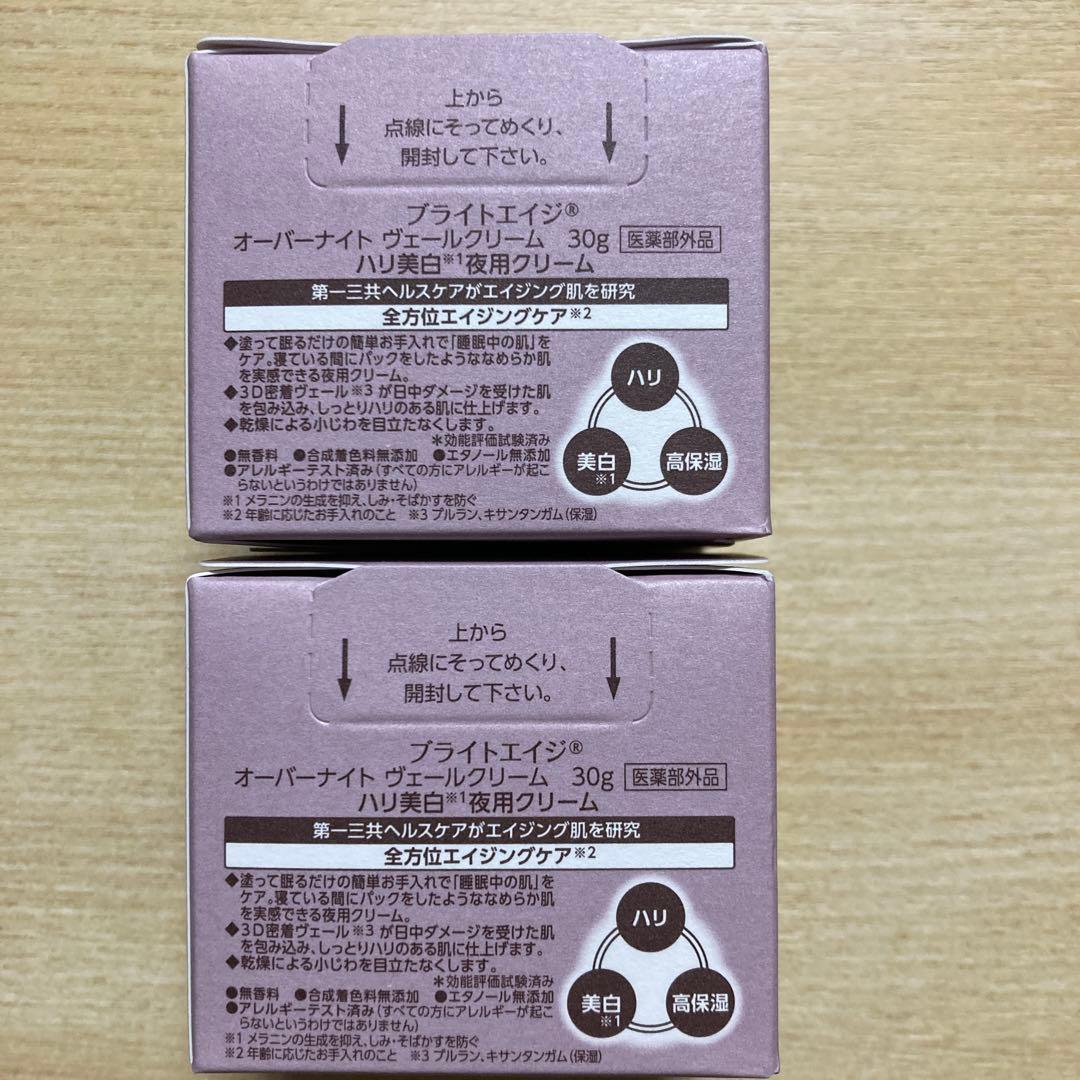 上から
点線にそってめくり、
開封して下さい。
ブライトエイジ®
オーバーナイト ヴェールクリーム 30g 医薬部外品
ハリ美白※1夜用クリーム
第一三共ヘルスケアがエイジング肌を研究
全方位エイジングケア※2
◆塗って眠るだけの簡単お手入れで「睡眠中の肌」を
ケア。寝ている間にパックをしたようななめらか肌
を実感できる夜用クリーム。
◆3D密着ヴェール※3が日中ダメージを受けた肌
を包み込み、しっとりハリのある肌に仕上げます。
◆乾燥による小じわを目立たなくします。
＊効能評価試験済み
●無香料 ●合成着色料無添加 ●エタノール無添加
●アレルギーテスト済み(すべての方にアレルギーが起こ
らないというわけではありません)
※1 メラニンの生成を抑え、しみ・そばかすを防ぐ
※2 年齢に応じたお手入れのこと ※3 プルラン、キサンタンガム(保湿)
ハリ
美白
※1
高保湿
上から
点線にそってめくり、
開封して下さい。
ブライトエイジ®
オーバーナイト ヴェールクリーム 30g 医薬部外品
ハリ美白※1夜用クリーム
第一三共ヘルスケアがエイジング肌を研究
全方位エイジングケア※2
◆塗って眠るだけの簡単お手入れで「睡眠中の肌」を
ケア。寝ている間にパックをしたようななめらか肌
を実感できる夜用クリーム。
◆3D密着ヴェール※3が日中ダメージを受けた肌
を包み込み、しっとりハリのある肌に仕上げます。
◆乾燥による小じわを目立たなくします。
＊効能評価試験済み
●無香料 ●合成着色料無添加 ●エタノール無添加
●アレルギーテスト済み(すべての方にアレルギーが起こ
らないというわけではありません)
※1 メラニンの生成を抑え、しみ・そばかすを防ぐ
※2 年齢に応じたお手入れのこと ※3 プルラン、キサンタンガム(保湿)
ハリ
美白
※1
高保湿